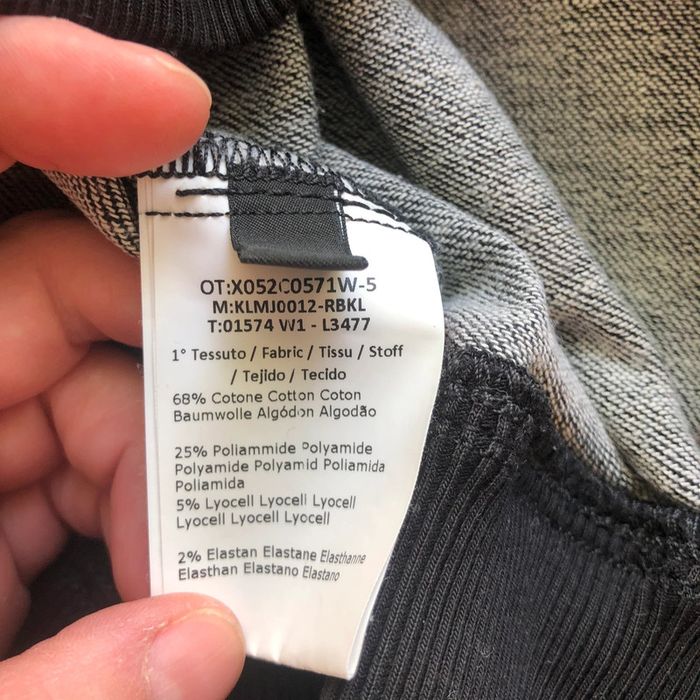 OT:X052C0571W-5
M:KLMJ0012-RBKL
T:01574 W1 - L3477
1° Tessuto / Fabric / Tissu / Stoff
/ Tejido / Tecido
68% Cotone Cotton Coton
Baumwolle Algódon Algodão
25% Poliammide Polyamide
Polyamide Polyamid Poliamida
Poliamida
5% Lyocell Lyocell Lyocell
Lyocell Lyocell Lyocell
2% Elastan Elastane Elasthanne
Elasthan Elastano Elastano